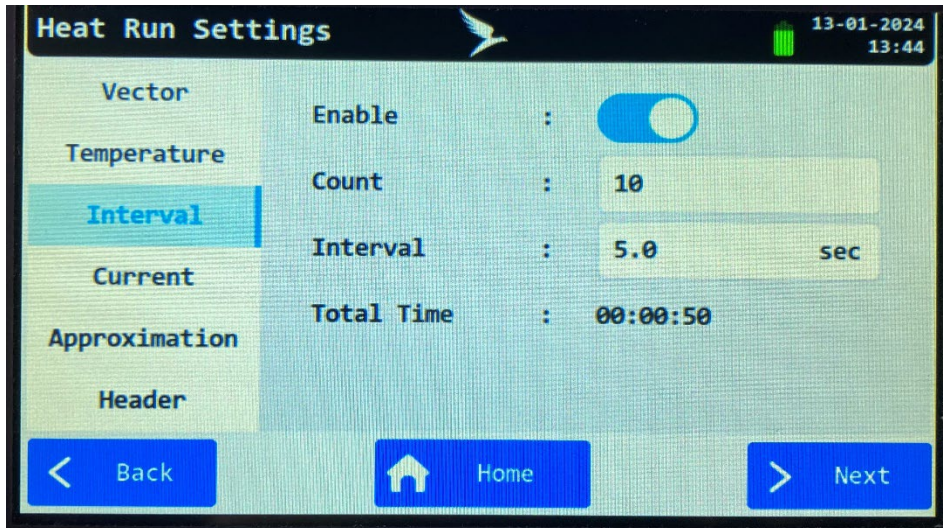 Heat Run Settings
13-01-2024
13:44
Vector
Temperature
Interval
Current
Approximation
Header
Enable :
Count : 10
Interval : 5.0 sec
Total Time : 00:00:50
Back
Home
Next